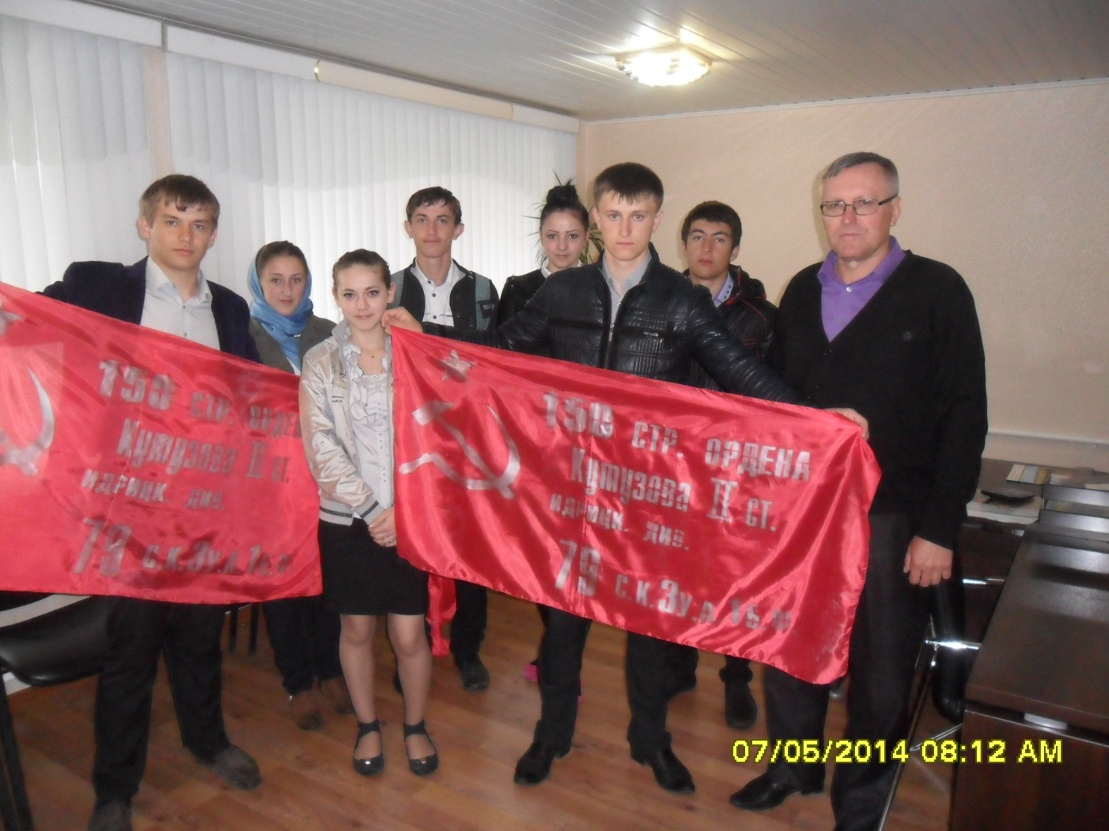 150 СТР. ОРДЕНА
Кутузова II ст.
ИДРИЦК. ДИВ.
79 С.К. 3 у.А. 1 Б.Ф.
150 СТР. ОРДЕНА
Кутузова II СТ.
ИДРИЦК. ДИВ.
79 С.К. 3 у.А. 1 Б.Ф.
07/05/2014 08:12 AM